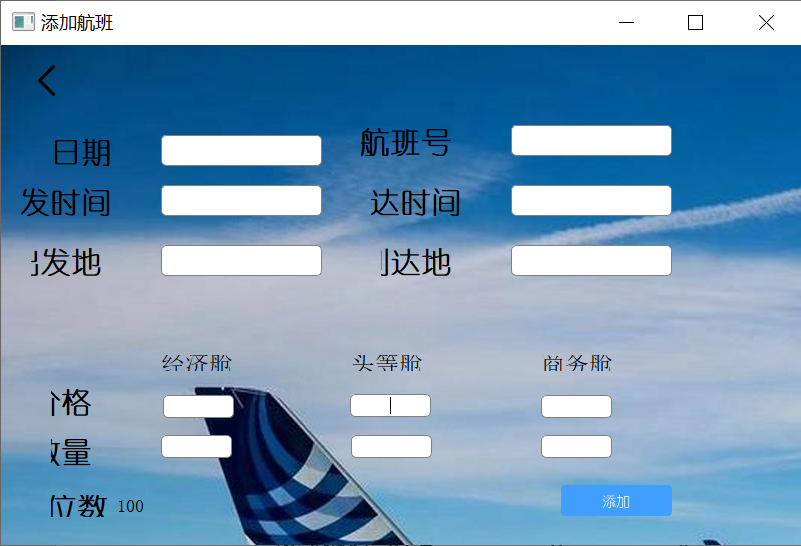 添加航班
日期 航班号
发时间 达时间
发地 达地
经济舱 头等舱 商务舱
价格
数量
位数 100 添加